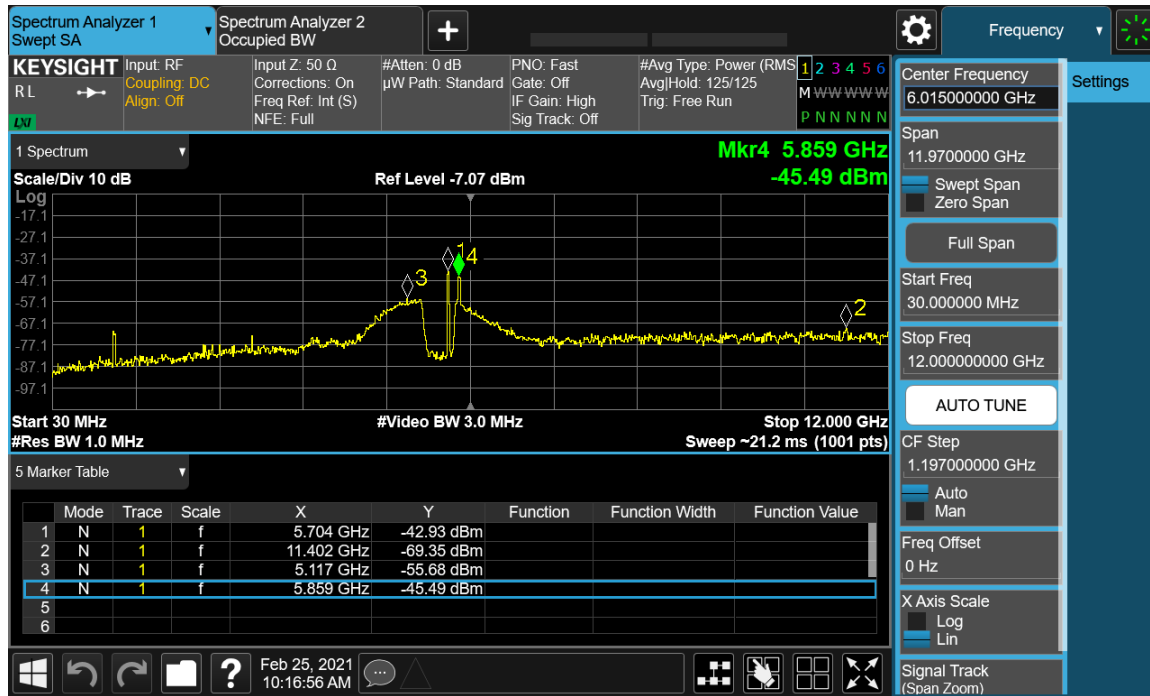 Spectrum Analyzer 1
Swept SA
Spectrum Analyzer 2
Occupied BW
+
Frequency
KEYSIGHT
RL
LXI
Input: RF
Coupling: DC
Align: Off
Input Z: 50 Ω
Corrections: On
Freq Ref: Int (S)
NFE: Full
#Atten: 0 dB
µW Path: Standard
PNO: Fast
Gate: Off
IF Gain: High
Sig Track: Off
#Avg Type: Power (RMS
Avg|Hold: 125/125
Trig: Free Run
1 2 3 4 5 6
M W W W W W
P N N N N N
1 Spectrum
Scale/Div 10 dB
Ref Level -7.07 dBm
Mkr4 5.859 GHz
-45.49 dBm
Log
-17.1
-27.1
-37.1
-47.1
-57.1
-67.1
-77.1
-87.1
-97.1
1
4
3
2
Start 30 MHz
#Video BW 3.0 MHz
Stop 12.000 GHz
#Res BW 1.0 MHz
Sweep ~21.2 ms (1001 pts)
5 Marker Table
Mode Trace Scale X Y Function Function Width Function Value
1 N 1 f 5.704 GHz -42.93 dBm
2 N 1 f 11.402 GHz -69.35 dBm
3 N 1 f 5.117 GHz -55.68 dBm
4 N 1 f 5.859 GHz -45.49 dBm
5
6
?
Feb 25, 2021
10:16:56 AM
Center Frequency
6.015000000 GHz
Settings
Span
11.9700000 GHz
Swept Span
Zero Span
Full Span
Start Freq
30.000000 MHz
Stop Freq
12.000000000 GHz
AUTO TUNE
CF Step
1.197000000 GHz
Auto
Man
Freq Offset
0 Hz
X Axis Scale
Log
Lin
Signal Track
(Span Zoom)